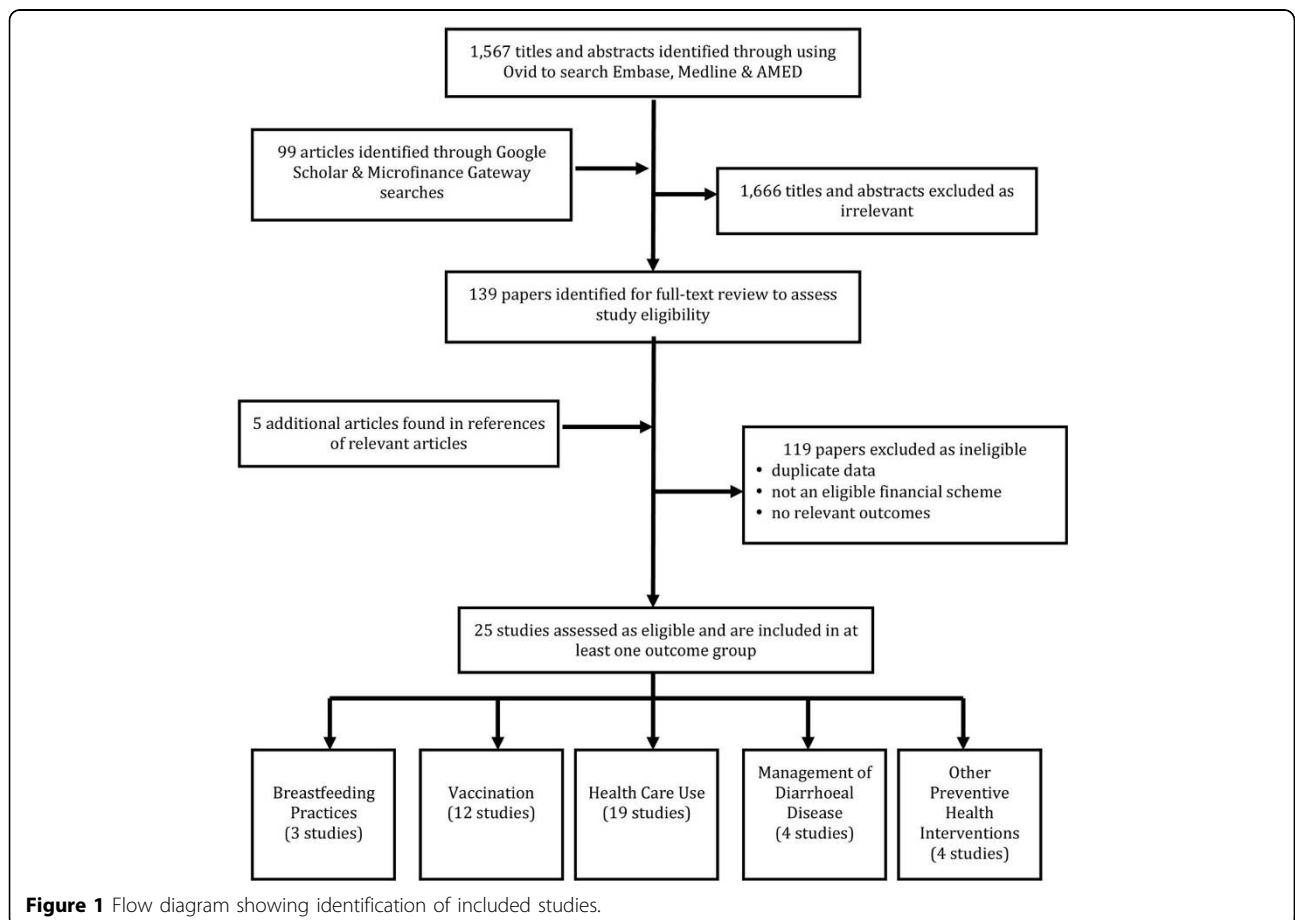 1,567 titles and abstracts identified through using
Ovid to search Embase, Medline & AMED
99 articles identified through Google
Scholar & Microfinance Gateway
searches
1,666 titles and abstracts excluded as
irrelevant
139 papers identified for full-text review to assess
study eligibility
5 additional articles found in references
of relevant articles
119 papers excluded as ineligible
• duplicate data
• not an eligible financial scheme
• no relevant outcomes
25 studies assessed as eligible and are included in at
least one outcome group
Breastfeeding
Practices
(3 studies)
Vaccination
(12 studies)
Health Care Use
(19 studies)
Management of
Diarrhoeal
Disease
(4 studies)
Other
Preventive
Health
Interventions
(4 studies)
Figure 1 Flow diagram showing identification of included studies.